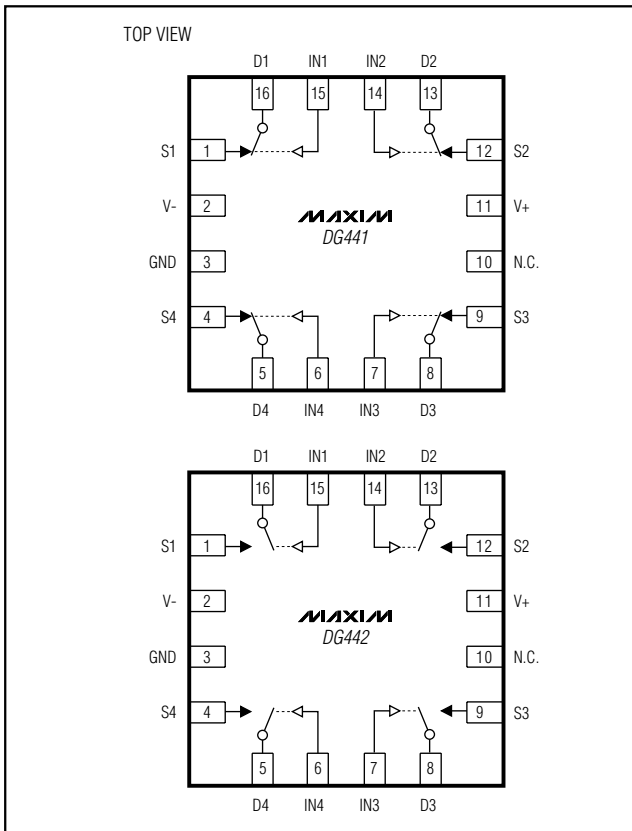 TOP VIEW
D1 IN1 IN2 D2
16 15 14 13
S1 1 12 S2
V- 2 11 V+
MAXIM
DG441
GND 3 10 N.C.
S4 4 9 S3
5 6 7 8
D4 IN4 IN3 D3
D1 IN1 IN2 D2
16 15 14 13
S1 1 12 S2
V- 2 11 V+
MAXIM
DG442
GND 3 10 N.C.
S4 4 9 S3
5 6 7 8
D4 IN4 IN3 D3